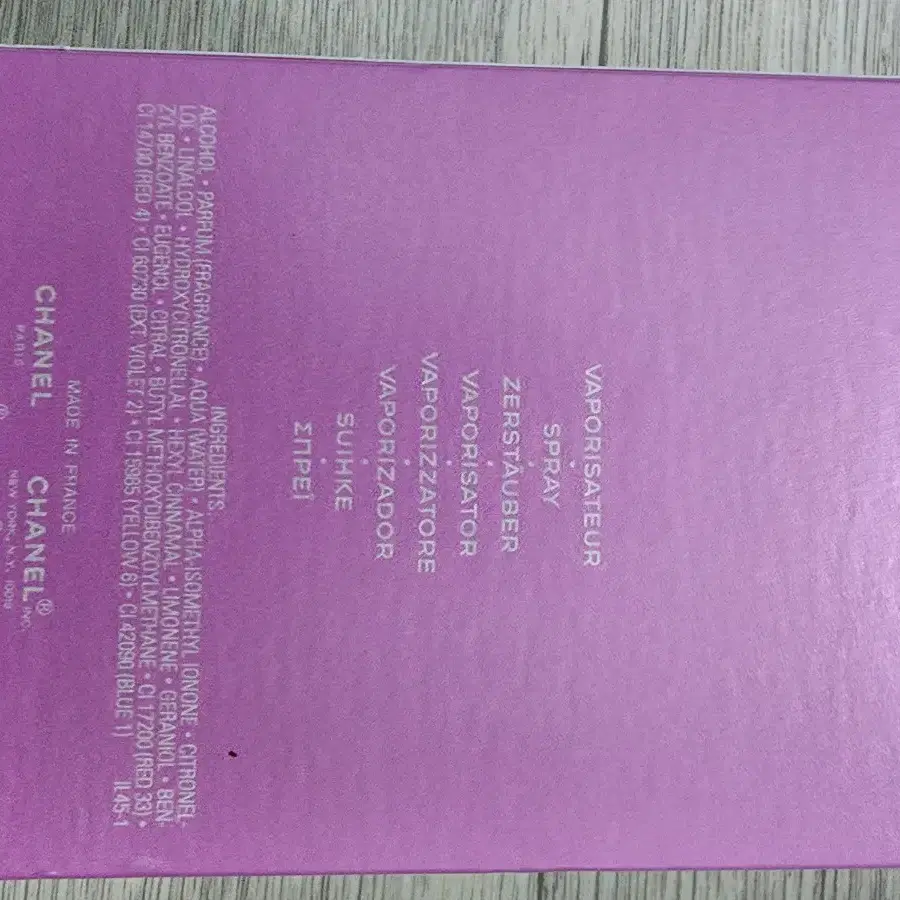 VAPORISATEUR
•
SPRAY
•
ZERSTÄUBER
•
VAPORISATOR
•
VAPORIZZATORE
•
VAPORIZADOR
•
SUIHKE
•
ΣΠΡΕΪ
INGREDIENTS
ALCOHOL • PARFUM (FRAGRANCE) • AQUA (WATER) • ALPHA-ISOMETHYL IONONE • CITRONEL-
LOL • LINALOOL • HYDROXYCITRONELLAL • HEXYL CINNAMAL • LIMONENE • GERANIOL • BEN-
ZYL BENZOATE • EUGENOL • CITRAL • BUTYL METHOXYDIBENZOYLMETHANE • CI 17200 (RED 33) •
CI 14700 (RED 4) • CI 60730 (EXT. VIOLET 2) • CI 15985 (YELLOW 6) • CI 42090 (BLUE 1) IL45-1
MADE IN FRANCE
CHANEL
PARIS
®
CHANEL® INC.
NEW YORK, N.Y. 10019